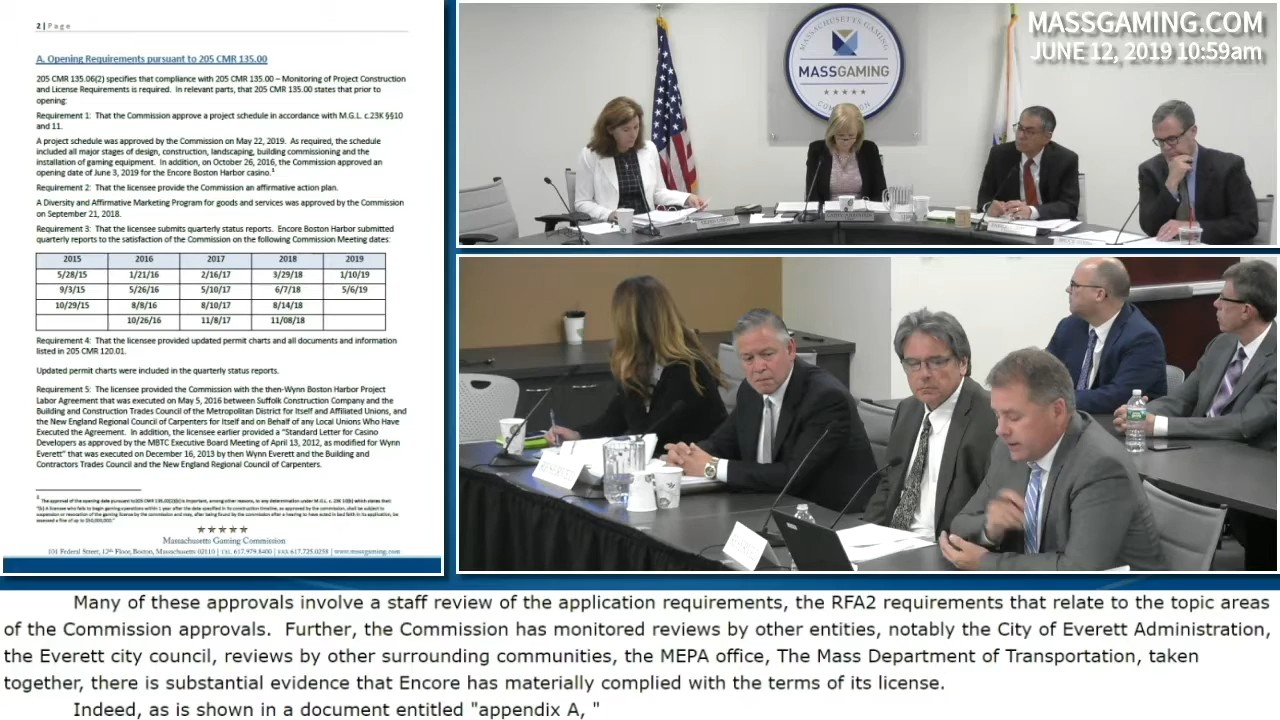 2 | Page
A. Opening Requirements pursuant to 205 CMR 135.00
205 CMR 135.06(2) specifies that compliance with 205 CMR 135.00 – Monitoring of Project Construction
and License Requirements is required. In relevant parts, that 205 CMR 135.00 states that prior to
opening:
Requirement 1: That the Commission approve a project schedule in accordance with M.G.L. c.23K §§10
and 11.
A project schedule was approved by the Commission on May 22, 2019. As required, the schedule
included all major stages of design, construction, landscaping, building commissioning and the
installation of gaming equipment. In addition, on October 26, 2016, the Commission approved an
opening date of June 3, 2019 for the Encore Boston Harbor casino.1
Requirement 2: That the licensee provide the Commission an affirmative action plan.
A Diversity and Affirmative Marketing Program for goods and services was approved by the Commission
on September 21, 2018.
Requirement 3: That the licensee submits quarterly status reports. Encore Boston Harbor submitted
quarterly reports to the satisfaction of the Commission on the following Commission Meeting dates:
2015 2016 2017 2018 2019
5/28/15 1/21/16 2/16/17 3/29/18 1/10/19
9/3/15 5/26/16 5/10/17 6/7/18 5/6/19
10/29/15 8/8/16 8/10/17 8/14/18
10/26/16 11/8/17 11/08/18
Requirement 4: That the licensee provided updated permit charts and all documents and information
listed in 205 CMR 120.01.
Updated permit charts were included in the quarterly status reports.
Requirement 5: The licensee provided the Commission with the then-Wynn Boston Harbor Project
Labor Agreement that was executed on May 5, 2016 between Suffolk Construction Company and the
Building and Construction Trades Council of the Metropolitan District for Itself and Affiliated Unions, and
the New England Regional Council of Carpenters for Itself and on Behalf of any Local Unions Who Have
Executed the Agreement. In addition, the licensee earlier provided a "Standard Letter for Casino
Developers as approved by the MBTC Executive Board Meeting of April 13, 2012, as modified for Wynn
Everett" that was executed on December 16, 2013 by then Wynn Everett and the Building and
Contractors Trades Council and the New England Regional Council of Carpenters.
Massachusetts Gaming Commission
101 Federal Street, 12th Floor, Boston, Massachusetts 02110 | TEL 617.979.8400 | FAX 617.725.0258 | www.massgaming.com
MASSACHUSETTS GAMING
MASSGAMING
COMMISSION
MASSGAMING.COM
JUNE 12, 2019 10:59am
Many of these approvals involve a staff review of the application requirements, the RFA2 requirements that relate to the topic areas
of the Commission approvals. Further, the Commission has monitored reviews by other entities, notably the City of Everett Administration,
the Everett city council, reviews by other surrounding communities, the MEPA office, The Mass Department of Transportation, taken
together, there is substantial evidence that Encore has materially complied with the terms of its license.
Indeed, as is shown in a document entitled "appendix A, "